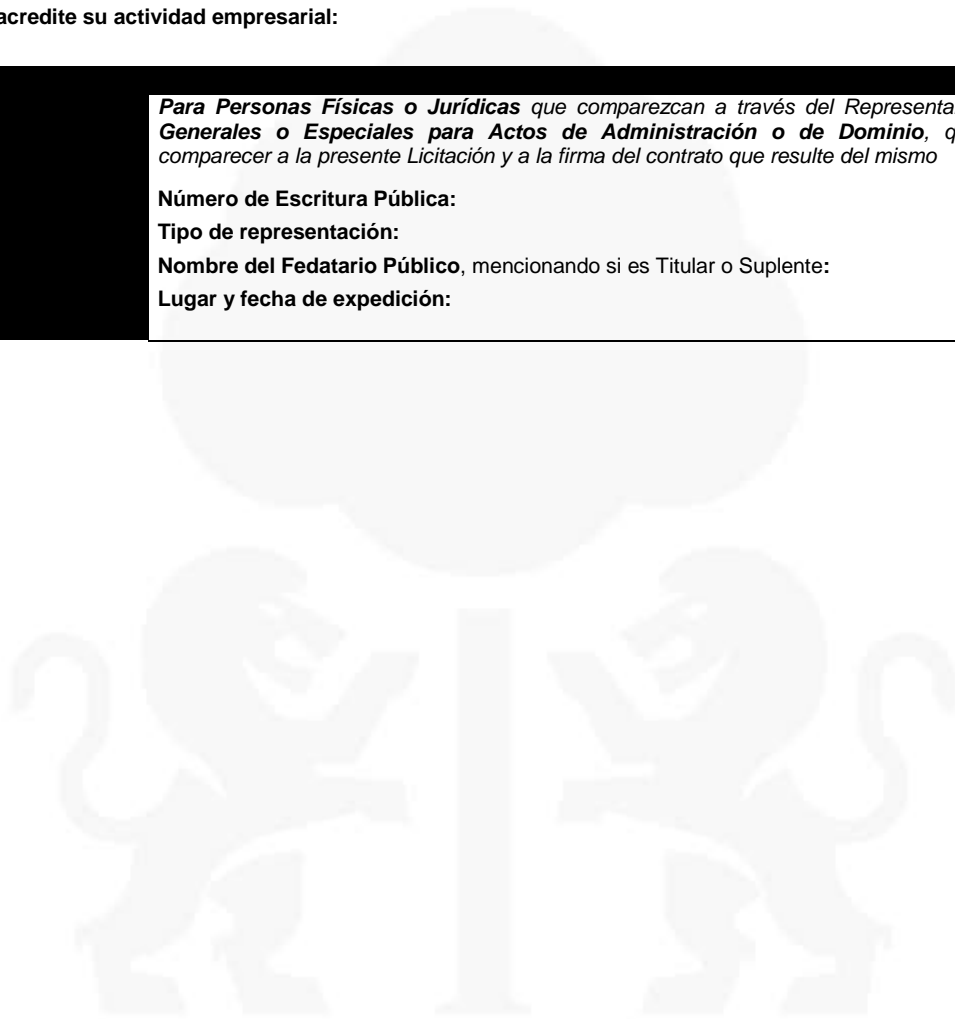 acredite su actividad empresarial:
Para Personas Físicas o Jurídicas que comparezcan a través del
Generales o Especiales para Actos de Administración o de Dominio,
comparecer a la presente Licitación y a la firma del contrato que resulte del mismo
Número de Escritura Pública:
Tipo de representación:
Nombre del Fedatario Público, mencionando si es Titular o Suplente:
Lugar y fecha de expedición: